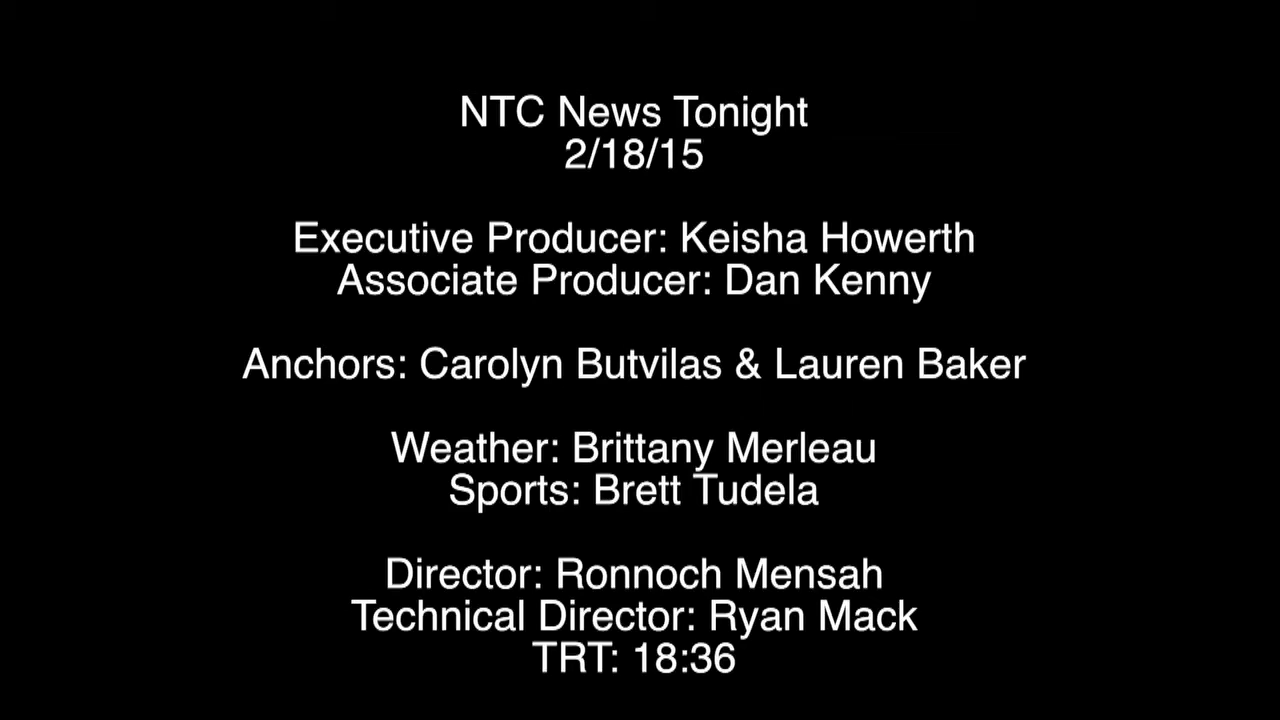 NTC News Tonight
2/18/15
Executive Producer: Keisha Howerth
Associate Producer: Dan Kenny
Anchors: Carolyn Butvilas & Lauren Baker
Weather: Brittany Merleau
Sports: Brett Tudela
Director: Ronnoch Mensah
Technical Director: Ryan Mack
TRT: 18:36